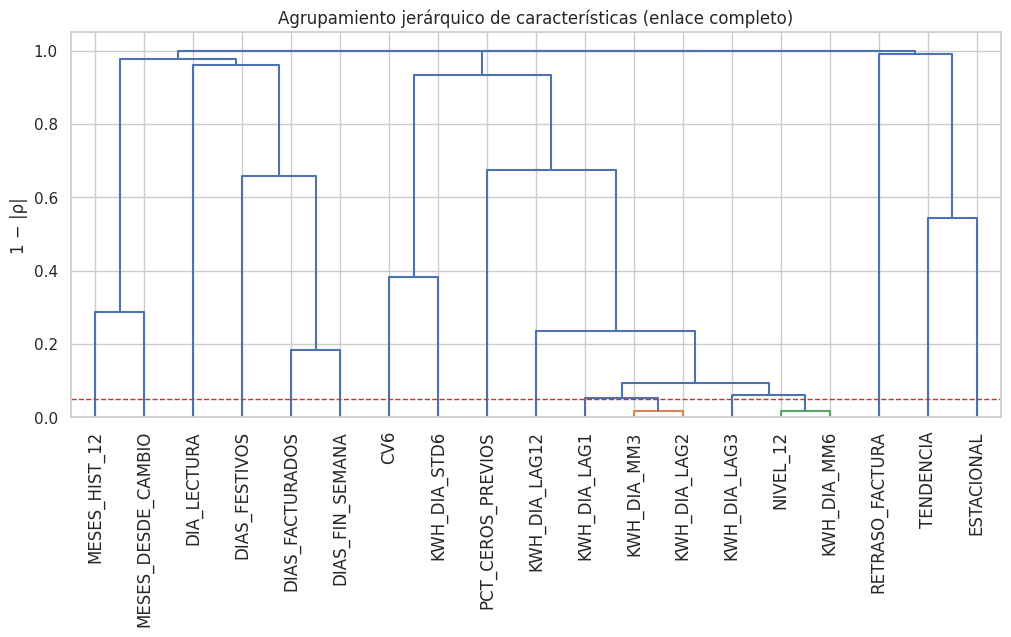 Agrupamiento jerárquico de características (enlace completo)
1 − |ρ|
1.0
0.8
0.6
0.4
0.2
0.0
MESES_HIST_12
MESES_DESDE_CAMBIO
DIA_LECTURA
DIAS_FESTIVOS
DIAS_FACTURADOS
DIAS_FIN_SEMANA
CV6
KWH_DIA_STD6
PCT_CEROS_PREVIOS
KWH_DIA_LAG12
KWH_DIA_LAG1
KWH_DIA_MM3
KWH_DIA_LAG2
KWH_DIA_LAG3
NIVEL_12
KWH_DIA_MM6
RETRASO_FACTURA
TENDENCIA
ESTACIONAL